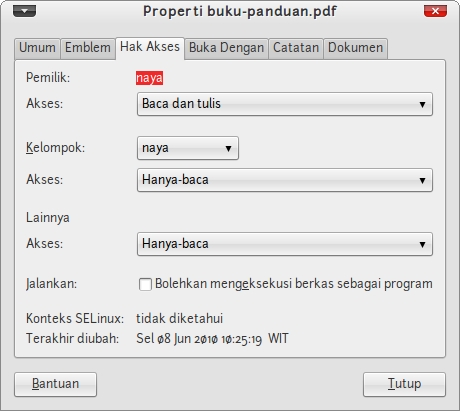 Properti buku-panduan.pdf
Umum Emblem Hak Akses Buka Dengan Catatan Dokumen
Pemilik: naya
Akses: Baca dan tulis
Kelompok: naya
Akses: Hanya-baca
Lainnya
Akses: Hanya-baca
Jalankan: Bolehkan mengeksekusi berkas sebagai program
Konteks SELinux: tidak diketahui
Terakhir diubah: Sel 08 Jun 2010 10:25:19 WIT
Bantuan Tutup